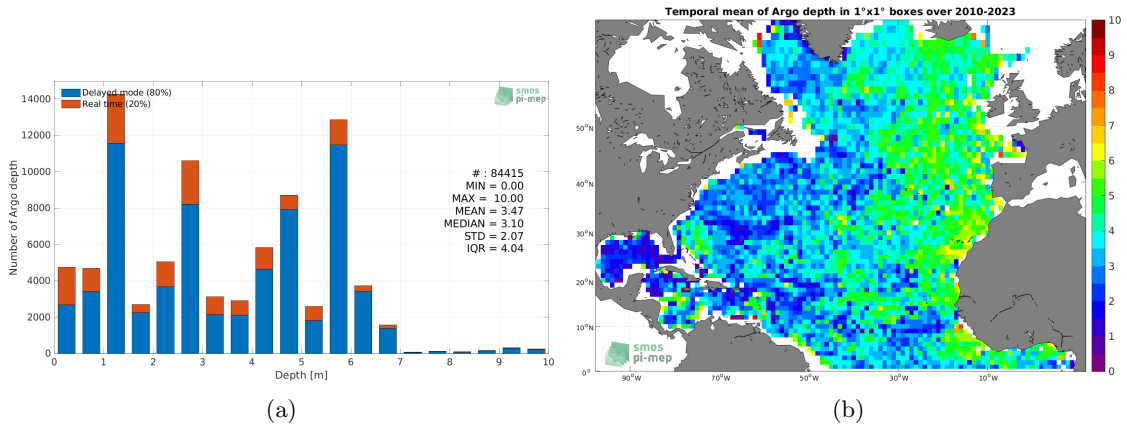 Delayed mode (80%)
Real time (20%)
smos
pi-mep
# : 84415
MIN = 0.00
MAX = 10.00
MEAN = 3.47
MEDIAN = 3.10
STD = 2.07
IQR = 4.04
Number of Argo depth
14000
12000
10000
8000
6000
4000
2000
0
0 1 2 3 4 5 6 7 8 9 10
Depth [m]
(a)
Temporal mean of Argo depth in 1°x1° boxes over 2010-2023
50°N
40°N
30°N
20°N
10°N
0°
90°W 70°W 50°W 30°W 10°W
smos
pi-mep
10
9
8
7
6
5
4
3
2
1
0
(b)